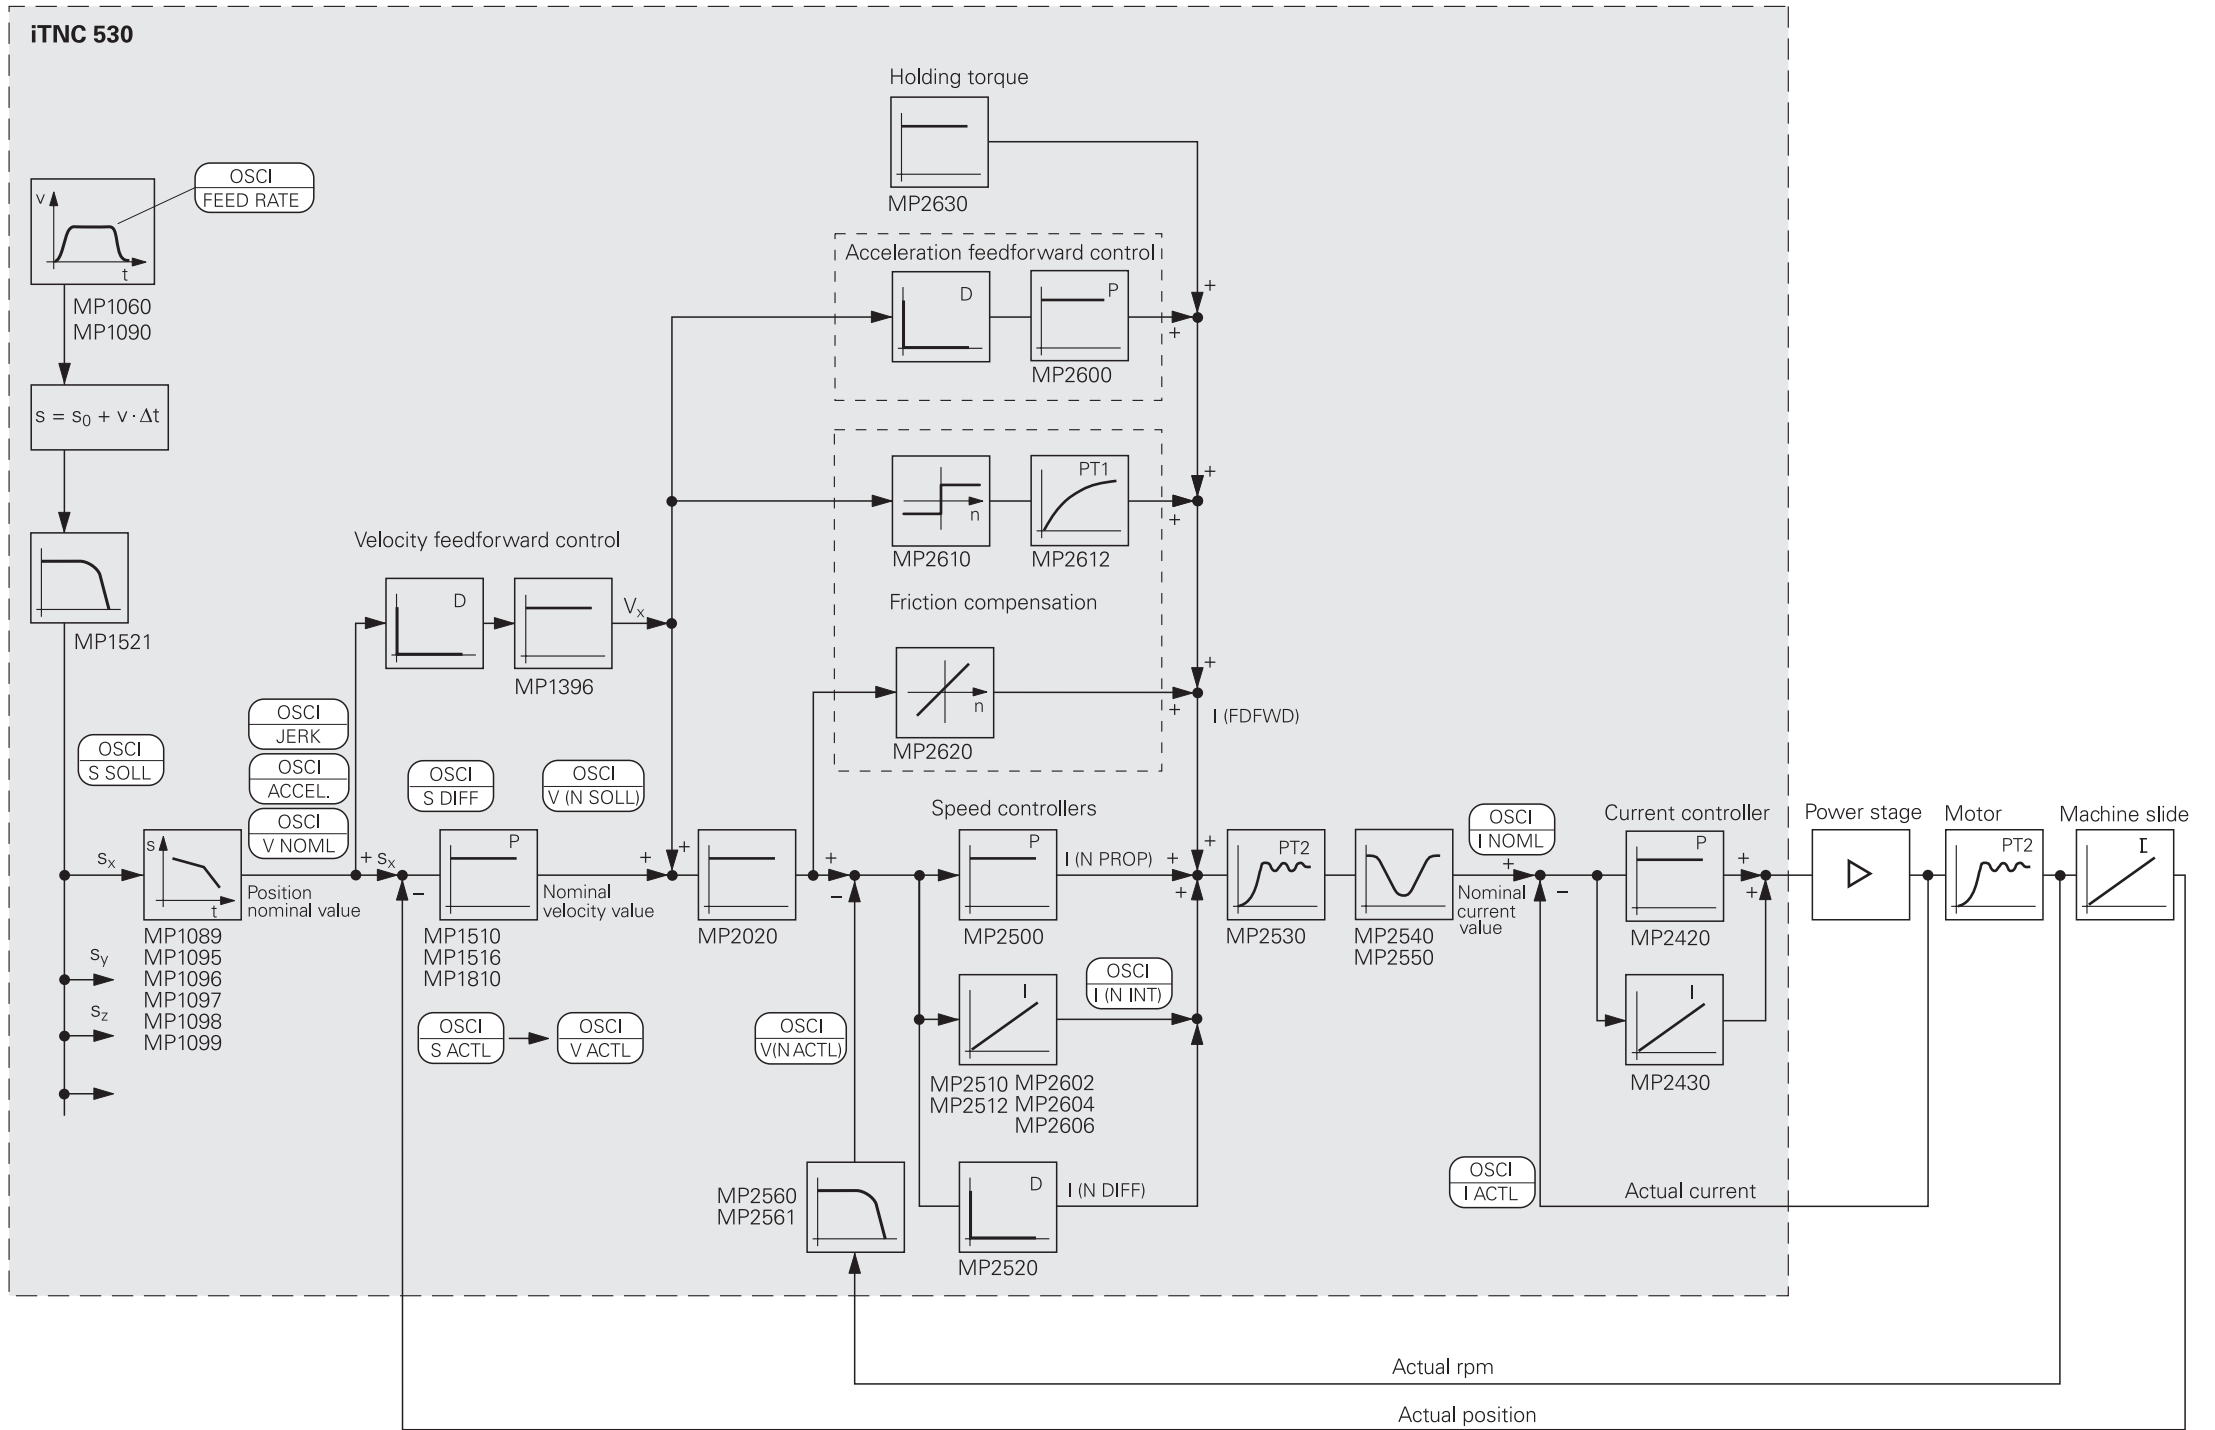 iTNC 530
Holding torque
MP2630
OSCI
FEED RATE
v
t
MP1060
MP1090
Acceleration feedforward control
D
P
MP2600
+
+
s = s0 + v · Δt
n
PT1
MP2610
MP2612
+
+
Friction compensation
Velocity feedforward control
D
Vx
MP1396
MP1521
n
MP2620
+
+
I (FDFWD)
OSCI
S SOLL
OSCI
JERK
OSCI
ACCEL.
OSCI
V NOML
OSCI
S DIFF
OSCI
V (N SOLL)
sx
s
t
Position
nominal value
MP1089
MP1095
MP1096
MP1097
MP1098
MP1099
sy
sz
+ sx
−
P
MP1510
MP1516
MP1810
Nominal
velocity value
+
+
MP2020
+
−
OSCI
S ACTL
OSCI
V ACTL
OSCI
V(N ACTL)
Speed controllers
P
I (N PROP)
MP2500
+
+
+
I
OSCI
I (N INT)
MP2510 MP2602
MP2512 MP2604
MP2606
D
I (N DIFF)
MP2520
MP2560
MP2561
PT2
MP2530
MP2540
MP2550
OSCI
I NOML
+
−
Nominal
current
value
Current controller
P
MP2420
+
+
I
MP2430
OSCI
I ACTL
Actual current
Power stage
Motor
PT2
Machine slide
I
Actual rpm
Actual position